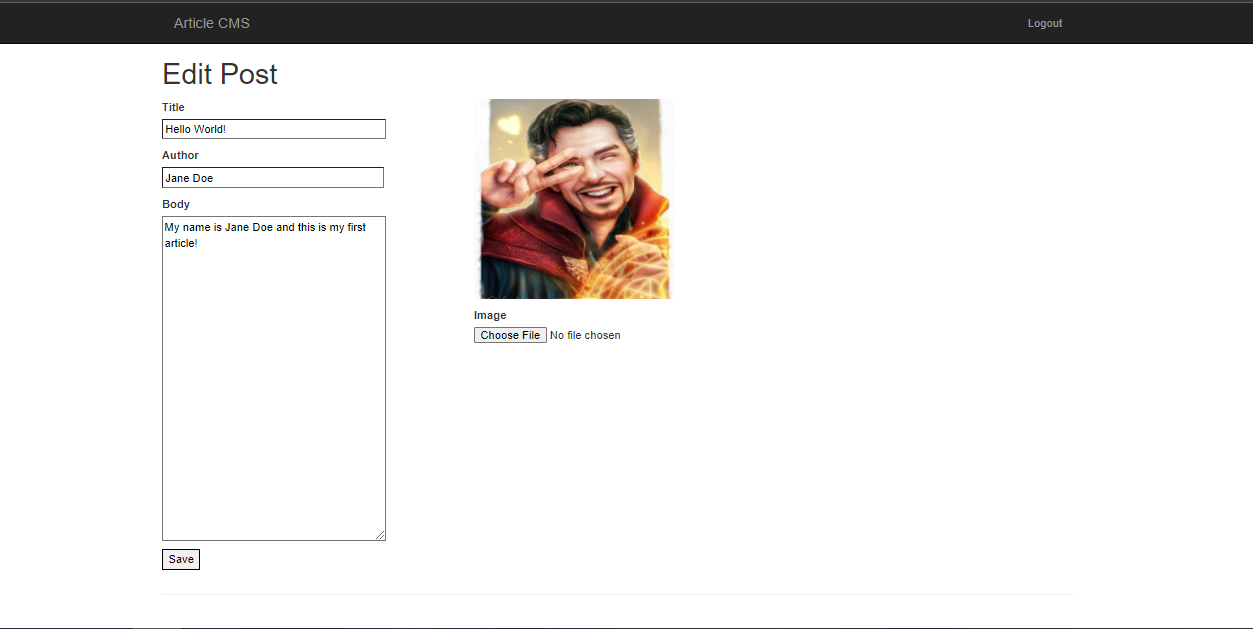 Article CMS
Logout
Edit Post
Title
Hello World!
Author
Jane Doe
Body
My name is Jane Doe and this is my first
article!
Image
Choose File No file chosen
Save